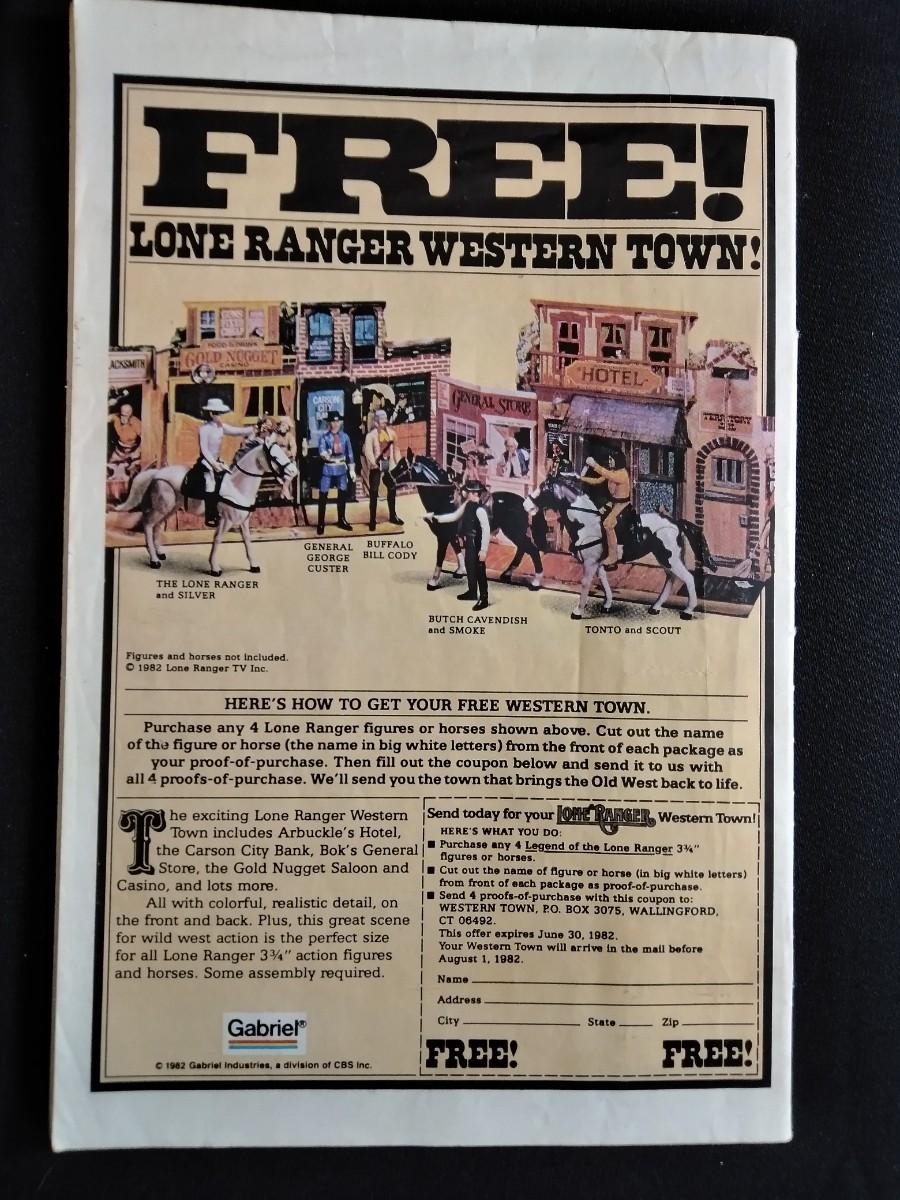 FREE!
LONE RANGER WESTERN TOWN!
GOLD NUGGET
CASINO
CARSON
CITY
GENERAL STORE
HOTEL
TERRITORY
THE LONE RANGER
and SILVER
GENERAL
GEORGE
CUSTER
BUFFALO
BILL CODY
BUTCH CAVENDISH
and SMOKE
TONTO and SCOUT
Figures and horses not included.
© 1982 Lone Ranger TV Inc.
HERE'S HOW TO GET YOUR FREE WESTERN TOWN.
Purchase any 4 Lone Ranger figures or horses shown above. Cut out the name
of the figure or horse (the name in big white letters) from the front of each package as
your proof-of-purchase. Then fill out the coupon below and send it to us with
all 4 proofs-of-purchase. We'll send you the town that brings the Old West back to life.
The exciting Lone Ranger Western
Town includes Arbuckle's Hotel,
the Carson City Bank, Bok's General
Store, the Gold Nugget Saloon and
Casino, and lots more.
All with colorful, realistic detail, on
the front and back. Plus, this great scene
for wild west action is the perfect size
for all Lone Ranger 3¾" action figures
and horses. Some assembly required.
Gabriel®
© 1982 Gabriel Industries, a division of CBS Inc.
Send today for your LONE RANGER Western Town!
HERE'S WHAT YOU DO:
■ Purchase any 4 Legend of the Lone Ranger 3¾"
figures or horses.
■ Cut out the name of figure or horse (in big white letters)
from front of each package as proof-of-purchase.
■ Send 4 proofs-of-purchase with this coupon to:
WESTERN TOWN, P.O. BOX 3075, WALLINGFORD,
CT 06492.
This offer expires June 30, 1982.
Your Western Town will arrive in the mail before
August 1, 1982.
Name
Address
City State Zip
FREE! FREE!